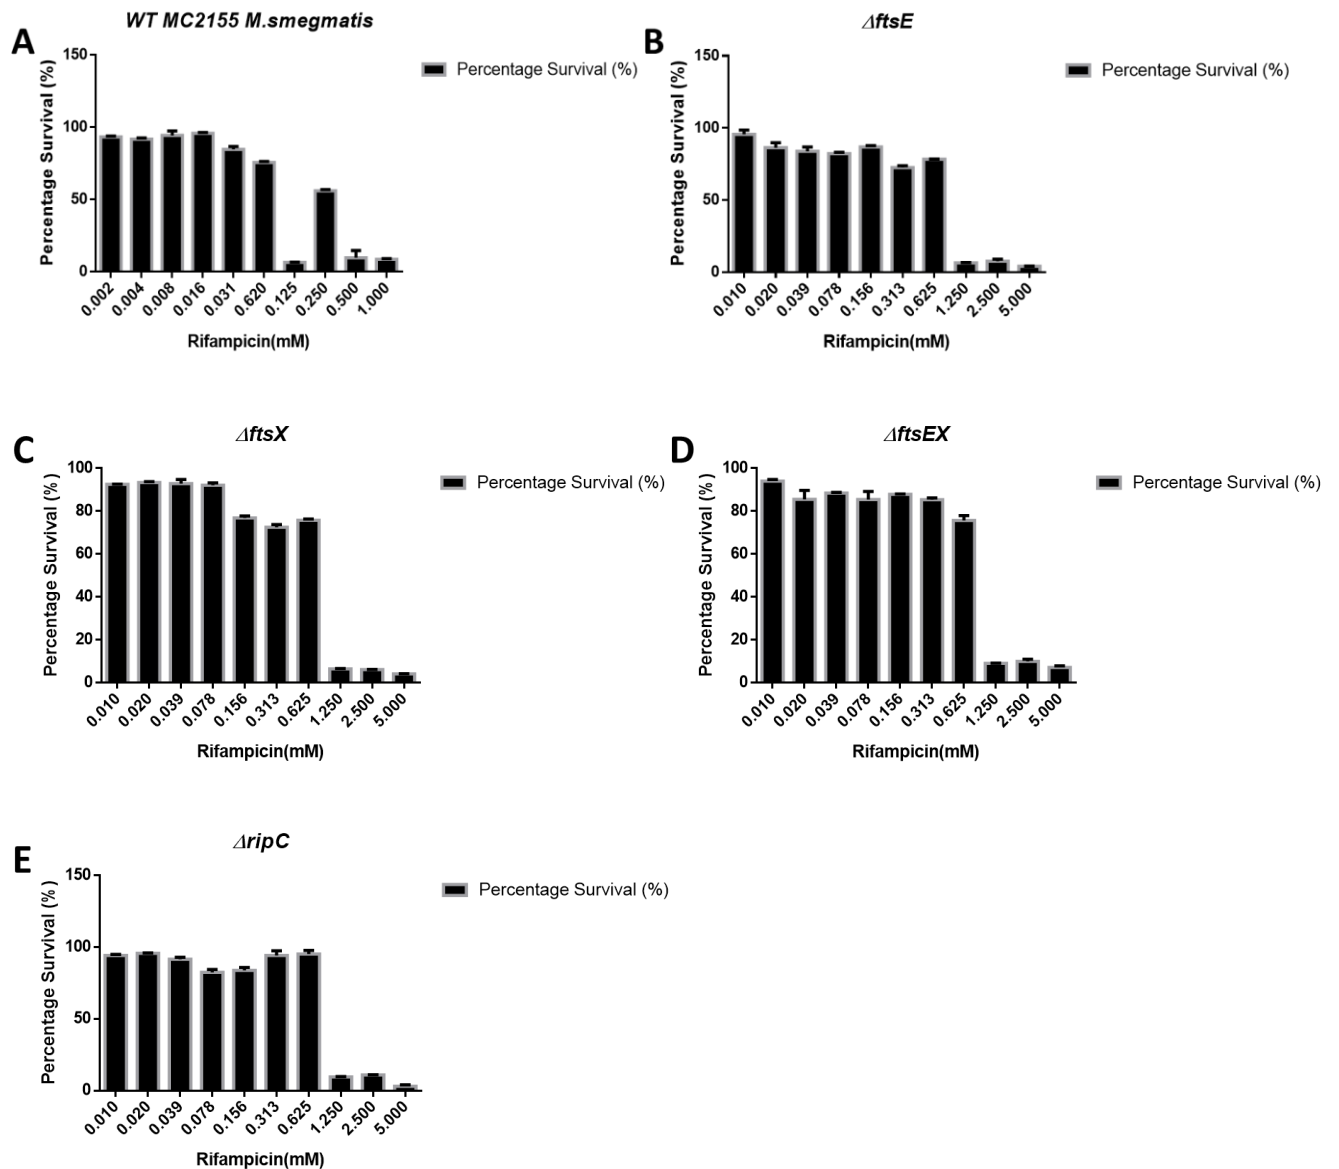 A
WT MC2155 M.smegmatis
Percentage Survival (%)
150
100
50
0
Percentage Survival (%)
0.002 0.004 0.008 0.016 0.031 0.620 0.125 0.250 0.500 1.000
Rifampicin(mM)
B
ΔftsE
Percentage Survival (%)
150
100
50
0
Percentage Survival (%)
0.010 0.020 0.039 0.078 0.156 0.313 0.625 1.250 2.500 5.000
Rifampicin(mM)
C
ΔftsX
Percentage Survival (%)
100
80
60
40
20
0
Percentage Survival (%)
0.010 0.020 0.039 0.078 0.156 0.313 0.625 1.250 2.500 5.000
Rifampicin(mM)
D
ΔftsEX
Percentage Survival (%)
100
80
60
40
20
0
Percentage Survival (%)
0.010 0.020 0.039 0.078 0.156 0.313 0.625 1.250 2.500 5.000
Rifampicin(mM)
E
ΔripC
Percentage Survival (%)
150
100
50
0
Percentage Survival (%)
0.010 0.020 0.039 0.078 0.156 0.313 0.625 1.250 2.500 5.000
Rifampicin(mM)